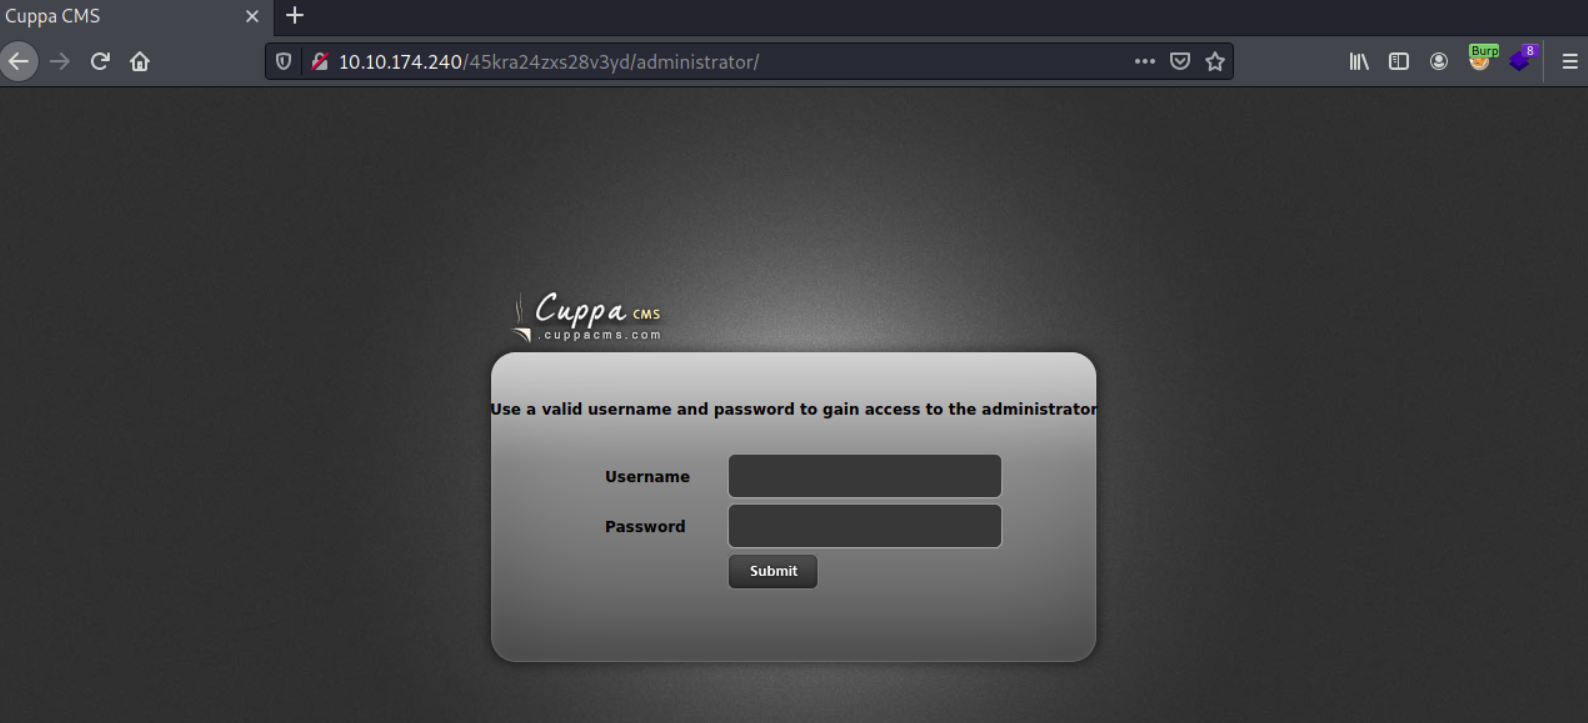 Cuppa CMS
10.10.174.240/45kra24zxs28v3yd/administrator/
Burp
8
Cuppa CMS
.cuppacms.com
Use a valid username and password to gain access to the administrator
Username
Password
Submit